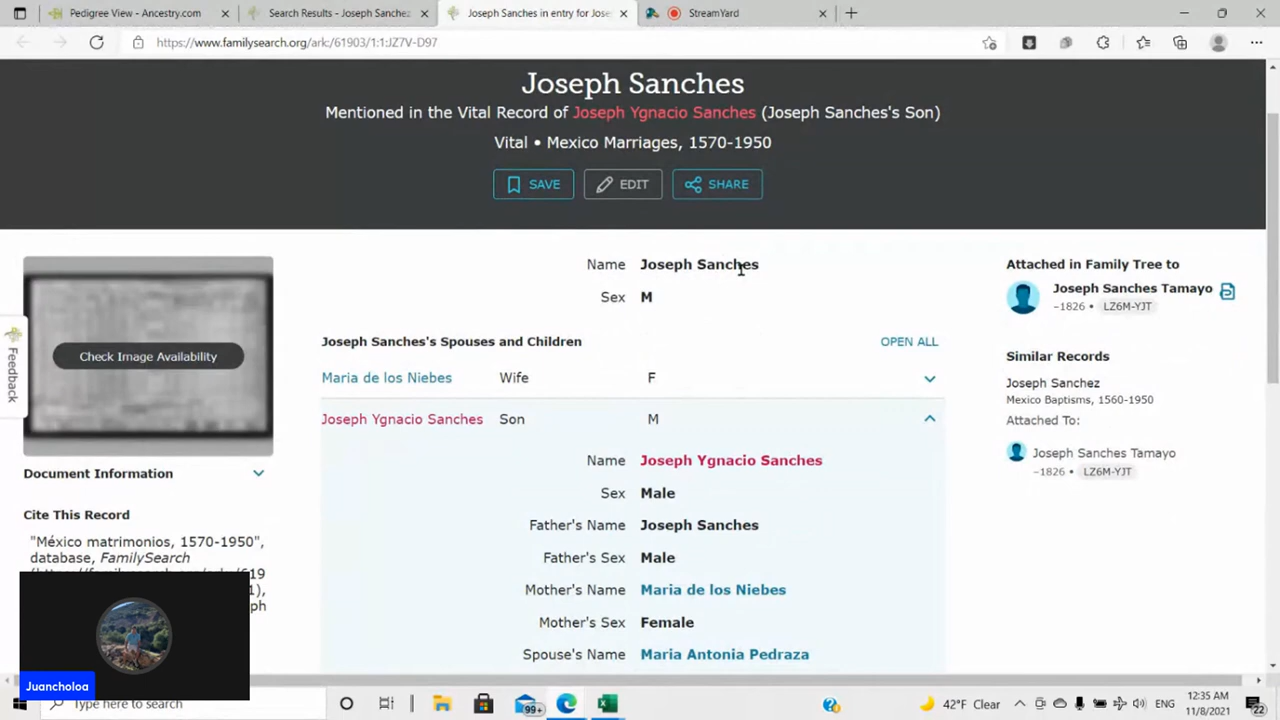 Pedigree View - Ancestry.com
Search Results - Joseph Sanchez
Joseph Sanches in entry for Jose
StreamYard
https://www.familysearch.org/ark:/61903/1:1:JZ7V-D97
Joseph Sanches
Mentioned in the Vital Record of Joseph Ygnacio Sanches (Joseph Sanches's Son)
Vital • Mexico Marriages, 1570-1950
SAVE EDIT SHARE
Name Joseph Sanches
Sex M
Joseph Sanches's Spouses and Children OPEN ALL
Maria de los Niebes Wife F
Joseph Ygnacio Sanches Son M
Name Joseph Ygnacio Sanches
Sex Male
Father's Name Joseph Sanches
Father's Sex Male
Mother's Name Maria de los Niebes
Mother's Sex Female
Spouse's Name Maria Antonia Pedraza
Check Image Availability
Feedback
Document Information
Cite This Record
"México matrimonios, 1570-1950",
database, FamilySearch
Attached in Family Tree to
Joseph Sanches Tamayo
–1826 • LZ6M-YJT
Similar Records
Joseph Sanchez
Mexico Baptisms, 1560-1950
Attached To:
Joseph Sanches Tamayo
–1826 • LZ6M-YJT
Juancholoa
Type here to search
99+
42°F Clear
ENG
12:35 AM
11/8/2021
22